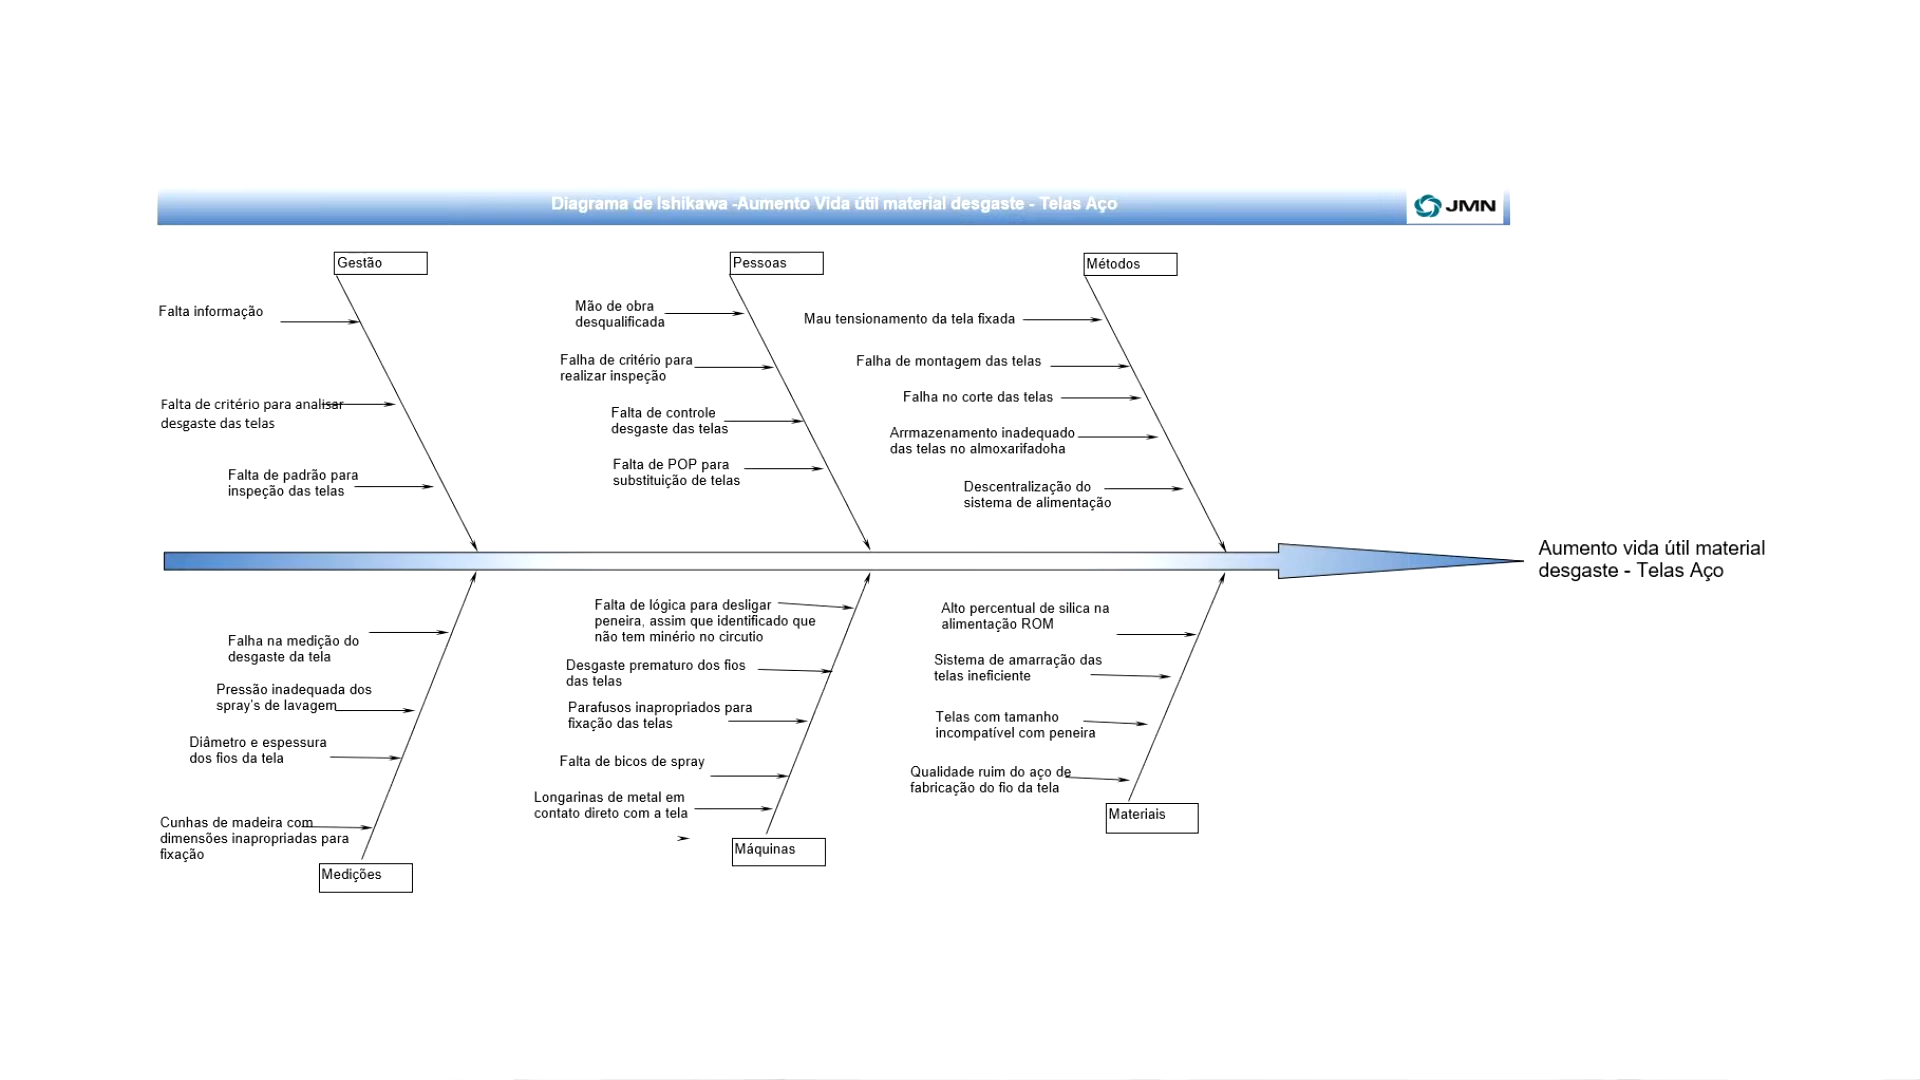 Diagrama de Ishikawa -Aumento Vida útil material desgaste - Telas Aço
JMN
Gestão
Falta informação
Falta de critério para analisar
desgaste das telas
Falta de padrão para
inspeção das telas
Pessoas
Mão de obra
desqualificada
Falha de critério para
realizar inspeção
Falta de controle
desgaste das telas
Falta de POP para
substituição de telas
Métodos
Mau tensionamento da tela fixada
Falha de montagem das telas
Falha no corte das telas
Arrmazenamento inadequado
das telas no almoxarifadoha
Descentralização do
sistema de alimentação
Aumento vida útil material
desgaste - Telas Aço
Falha na medição do
desgaste da tela
Pressão inadequada dos
spray's de lavagem
Diâmetro e espessura
dos fios da tela
Cunhas de madeira com
dimensões inapropriadas para
fixação
Medições
Falta de lógica para desligar
peneira, assim que identificado que
não tem minério no circutio
Desgaste prematuro dos fios
das telas
Parafusos inapropriados para
fixação das telas
Falta de bicos de spray
Longarinas de metal em
contato direto com a tela
Máquinas
Alto percentual de silica na
alimentação ROM
Sistema de amarração das
telas ineficiente
Telas com tamanho
incompatível com peneira
Qualidade ruim do aço de
fabricação do fio da tela
Materiais